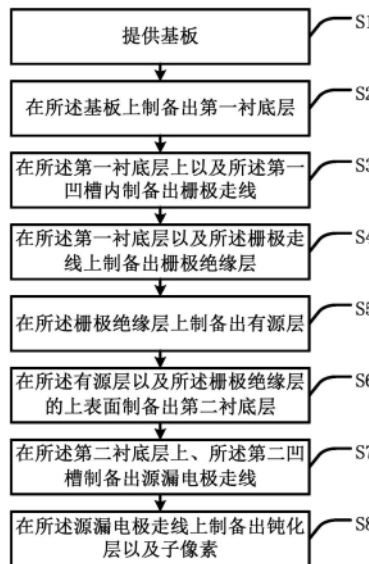 提供基板
S1
在所述基板上制备出第一衬底层
S2
在所述第一衬底层上以及所述第一
凹槽内制备出栅极走线
S3
在所述第一衬底层以及所述栅极走
线上制备出栅极绝缘层
S4
在所述栅极绝缘层上制备出有源层
S5
在所述有源层以及所述栅极绝缘层
的上表面制备出第二衬底层
S6
在所述第二衬底层上、所述第二凹
槽制备出源漏电极走线
S7
在所述源漏电极走线上制备出钝化
层以及子像素
S8